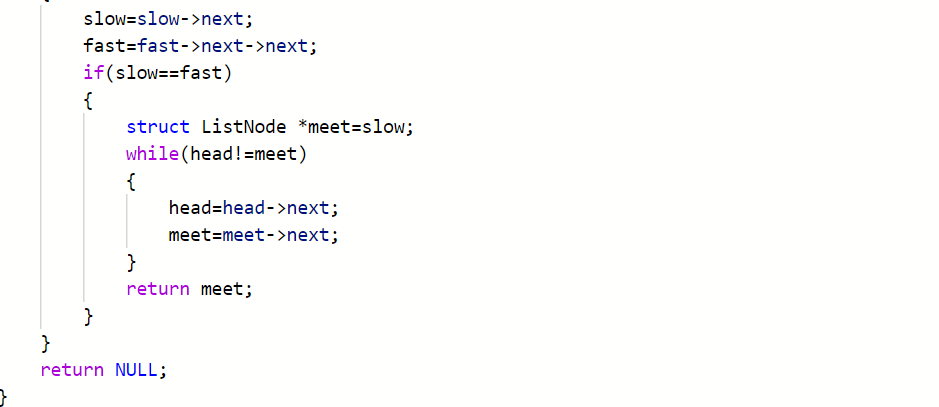 {
slow=slow->next;
fast=fast->next->next;
if(slow==fast)
{
struct ListNode *meet=slow;
while(head!=meet)
{
head=head->next;
meet=meet->next;
}
return meet;
}
}
return NULL;
}